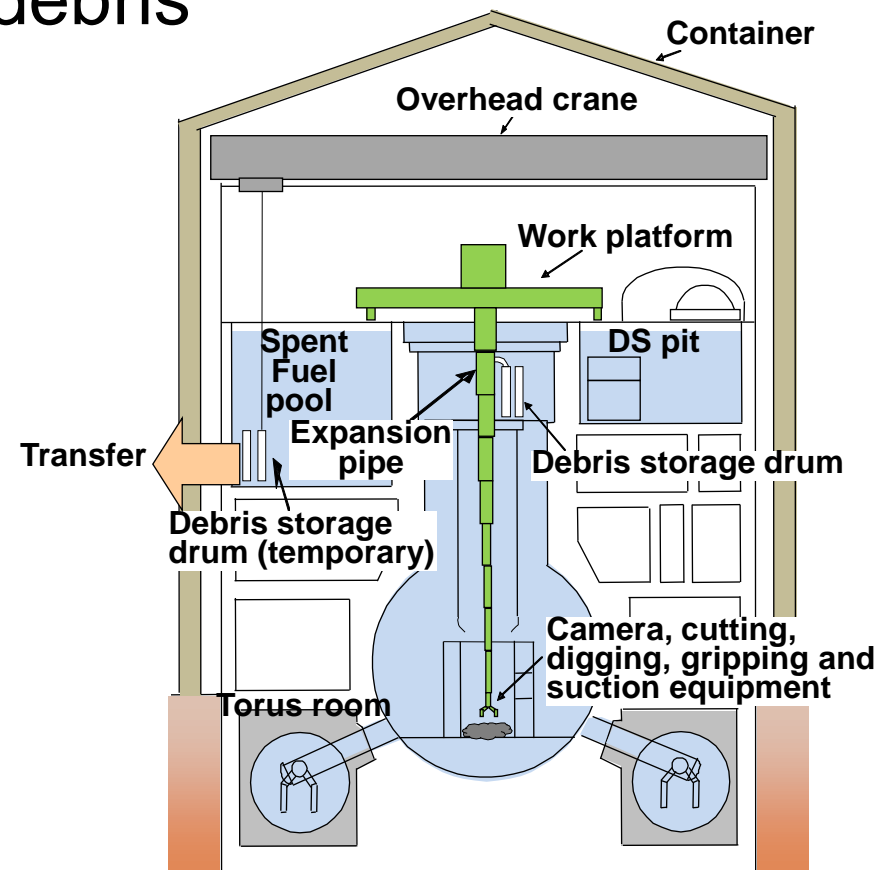 debris
Container
Overhead crane
Work platform
Spent
Fuel
pool
DS pit
Expansion
pipe
Transfer
Debris storage drum
Debris storage
drum (temporary)
Camera, cutting,
digging, gripping and
suction equipment
Torus room